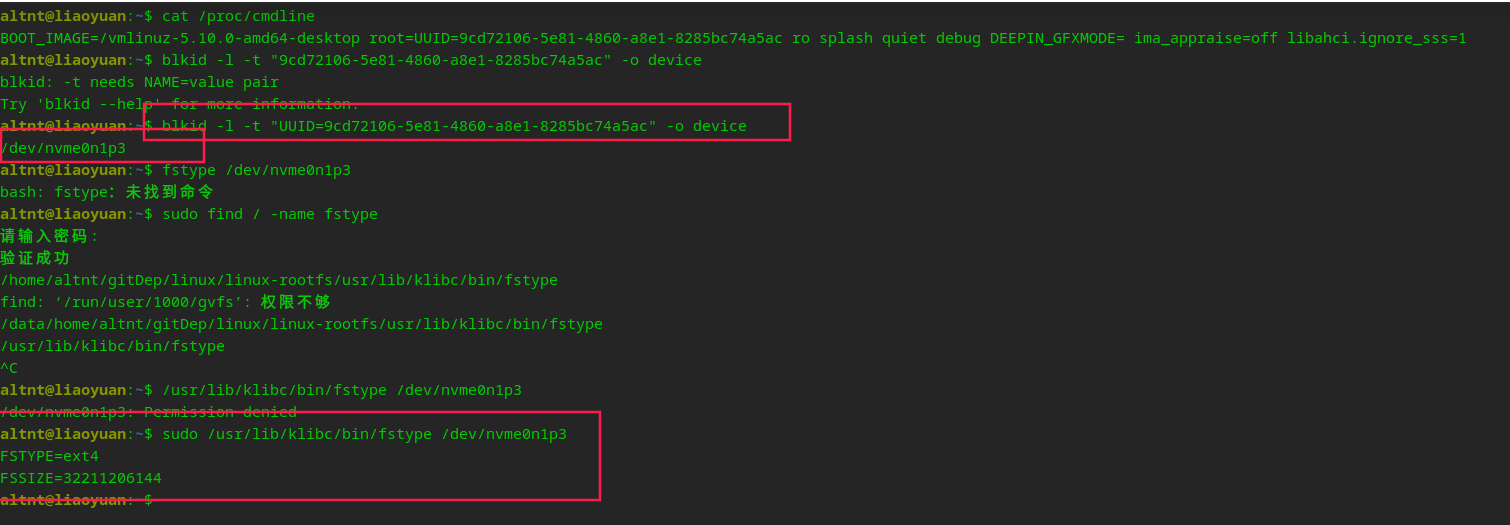 altnt@liaoyuan:~$ cat /proc/cmdline
BOOT_IMAGE=/vmlinuz-5.10.0-amd64-desktop root=UUID=9cd72106-5e81-4860-a8e1-8285bc74a5ac ro splash quiet debug DEEPIN_GFXMODE= ima_appraise=off libahci.ignore_sss=1
altnt@liaoyuan:~$ blkid -l -t "9cd72106-5e81-4860-a8e1-8285bc74a5ac" -o device
blkid: -t needs NAME=value pair
Try 'blkid --help' for more information.
altnt@liaoyuan:~$ blkid -l -t "UUID=9cd72106-5e81-4860-a8e1-8285bc74a5ac" -o device
/dev/nvme0n1p3
altnt@liaoyuan:~$ fstype /dev/nvme0n1p3
bash: fstype: 未找到命令
altnt@liaoyuan:~$ sudo find / -name fstype
请输入密码:
验证成功
/home/altnt/gitDep/linux/linux-rootfs/usr/lib/klibc/bin/fstype
find: ‘/run/user/1000/gvfs’: 权限不够
/data/home/altnt/gitDep/linux/linux-rootfs/usr/lib/klibc/bin/fstype
/usr/lib/klibc/bin/fstype
^C
altnt@liaoyuan:~$ /usr/lib/klibc/bin/fstype /dev/nvme0n1p3
/dev/nvme0n1p3: Permission denied
altnt@liaoyuan:~$ sudo /usr/lib/klibc/bin/fstype /dev/nvme0n1p3
FSTYPE=ext4
FSSIZE=32211206144
altnt@liaoyuan:~$